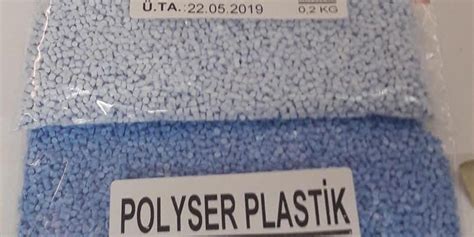 Ü.TA.:22.05.2019 0,2 KG
POLYSER PLASTİK